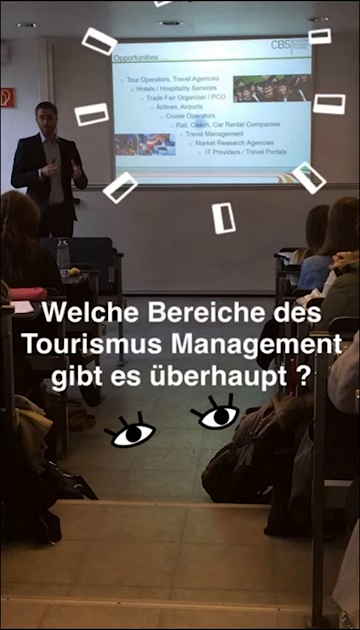 CBS
Opportunities ...
Tour Operators, Travel Agencies
Hotels / Hospitality Services
Trade Fair Organizer / PCO
Airlines, Airports
Cruise Operators
Rail, Coach, Car Rental Companies
Travel Management
Market Research Agencies
IT Providers / Travel Portals
Welche Bereiche des
Tourismus Management
gibt es überhaupt ?